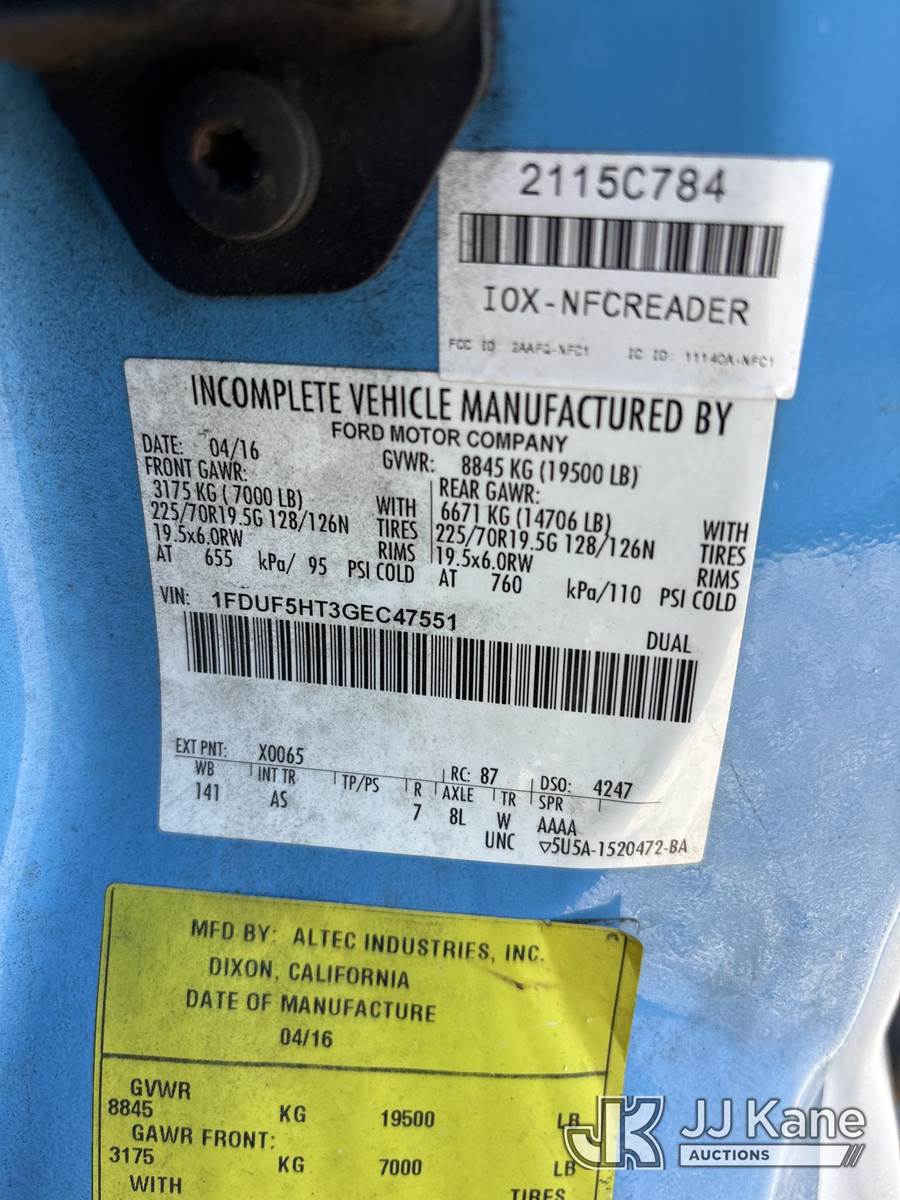 2115C784
IOX-NFCREADER
FCC ID: 2AAFQ-NFC1 IC ID: 11140A-NFC1
INCOMPLETE VEHICLE MANUFACTURED BY
FORD MOTOR COMPANY
DATE: 04/16 GVWR: 8845 KG (19500 LB)
FRONT GAWR: REAR GAWR:
3175 KG ( 7000 LB) WITH 6671 KG (14706 LB) WITH
225/70R19.5G 128/126N TIRES 225/70R19.5G 128/126N TIRES
19.5x6.0RW RIMS 19.5x6.0RW RIMS
AT 655 kPa/ 95 PSI COLD AT 760 kPa/110 PSI COLD
VIN: 1FDUF5HT3GEC47551
DUAL
EXT PNT: X0065 RC: 87 DSO: 4247
WB INT TR TP/PS R AXLE TR SPR
141 AS 7 8L W AAAA
UNC ▽5U5A-1520472-BA
MFD BY: ALTEC INDUSTRIES, INC.
DIXON, CALIFORNIA
DATE OF MANUFACTURE
04/16
GVWR
8845 KG 19500 LB
GAWR FRONT:
3175 KG 7000 LB
WITH TIRES
JK JJ Kane
AUCTIONS